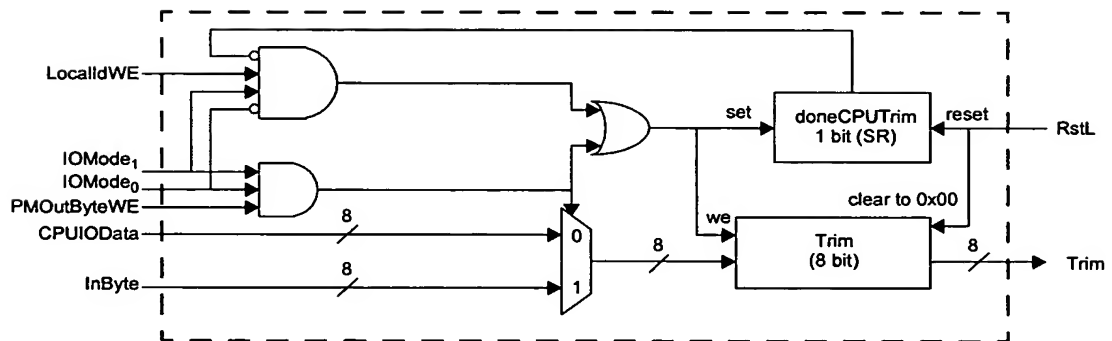 LocalIdWE
IOMode1
IOMode0
PMOutByteWE
CPUIOData
InByte
8
8
0
1
8
set
doneCPUTrim
1 bit (SR)
reset
RstL
clear to 0x00
we
Trim
(8 bit)
8
Trim